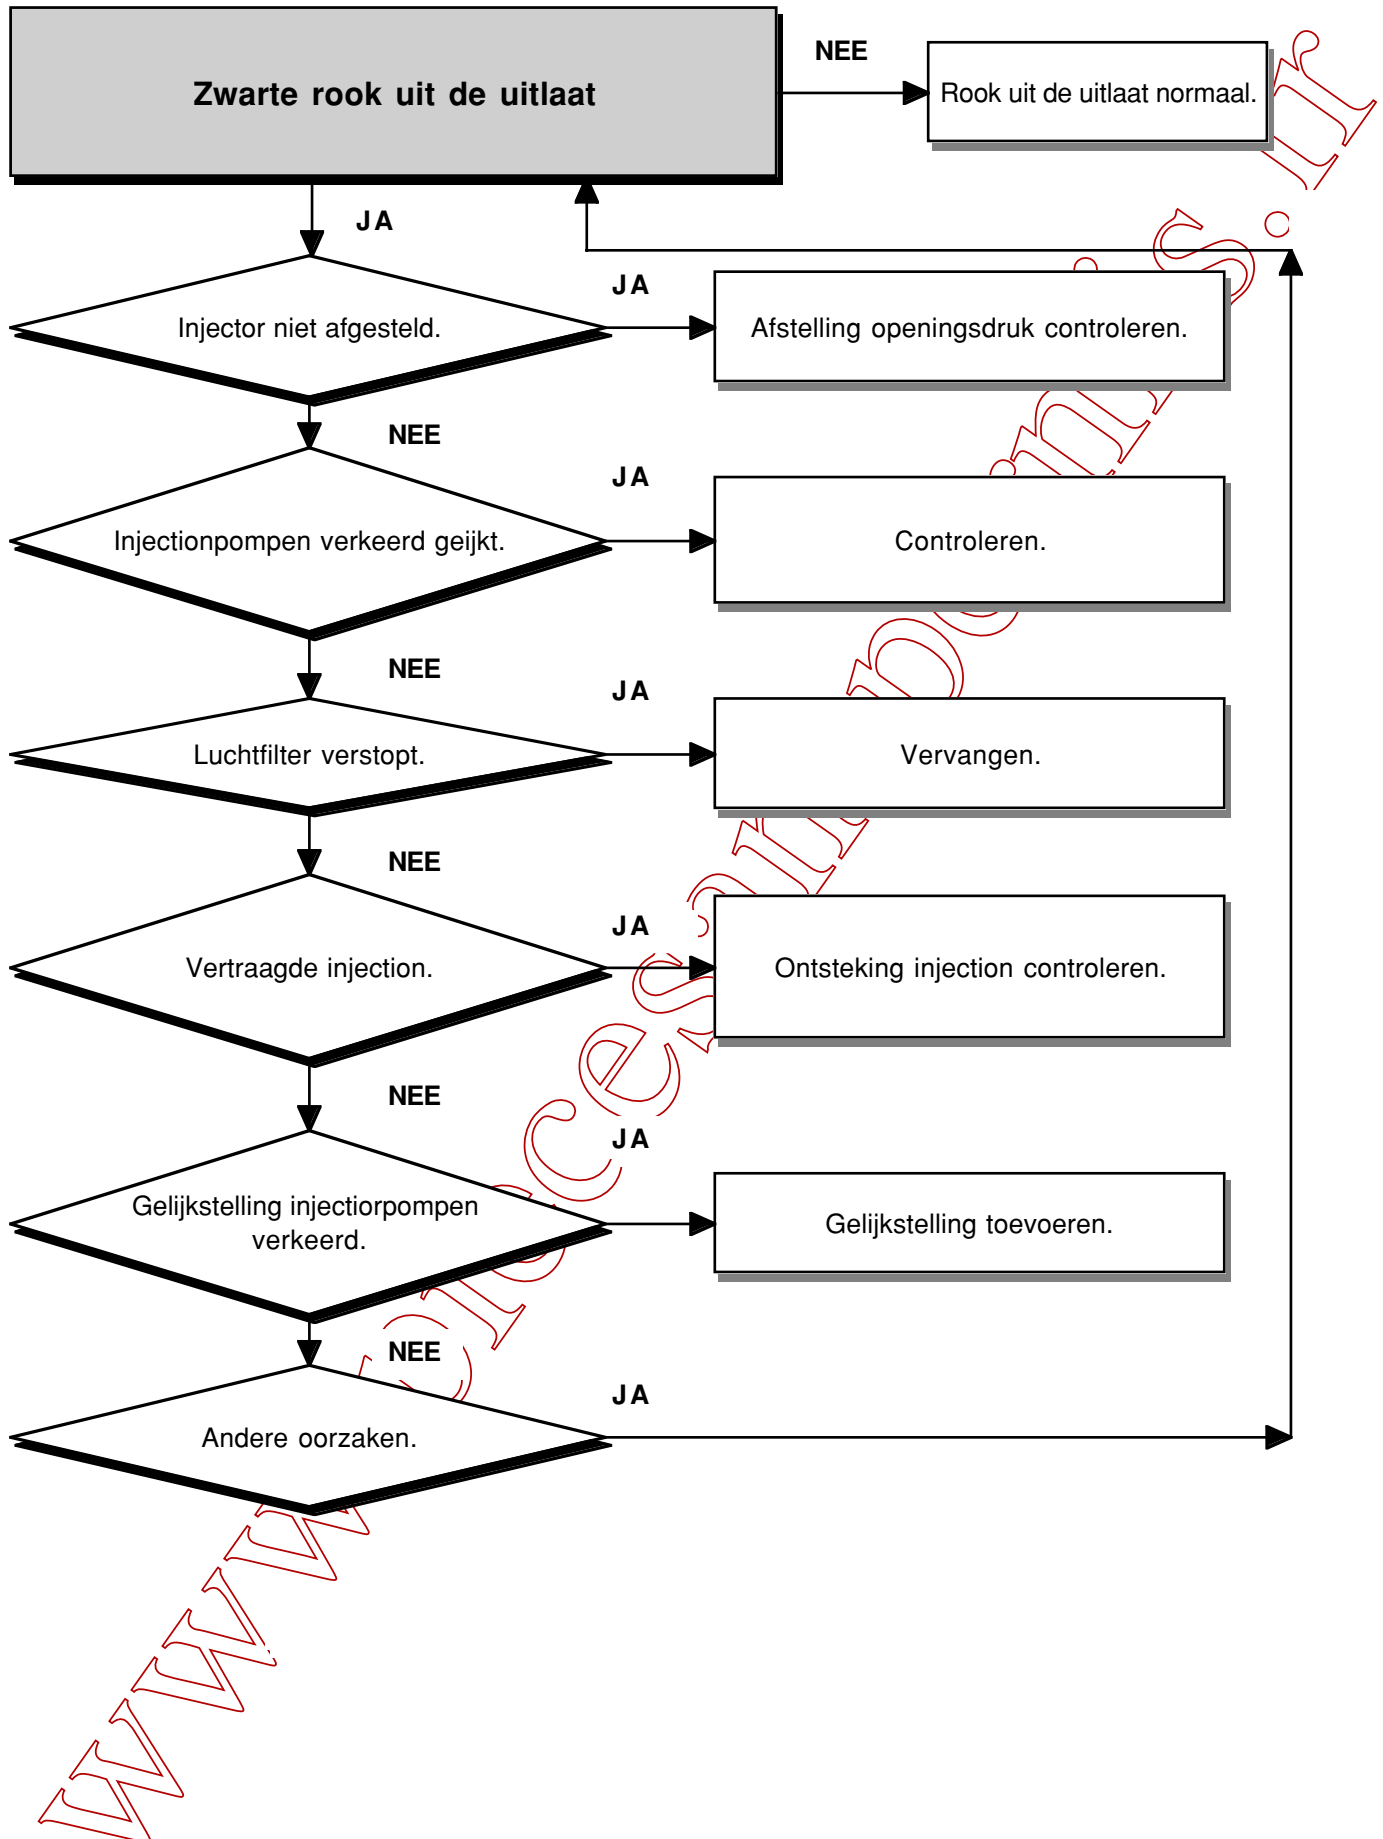 Zwarte rook uit de uitlaat
NEE
Rook uit de uitlaat normaal.
JA
Injector niet afgesteld.
JA
Afstelling openingsdruk controleren.
NEE
Injectionpompen verkeerd geijkt.
JA
Controleren.
NEE
Luchtfilter verstopt.
JA
Vervangen.
NEE
Vertraagde injection.
JA
Ontsteking injection controleren.
NEE
Gelijkstelling injectiorpompen
verkeerd.
JA
Gelijkstelling toevoeren.
NEE
Andere oorzaken.
JA